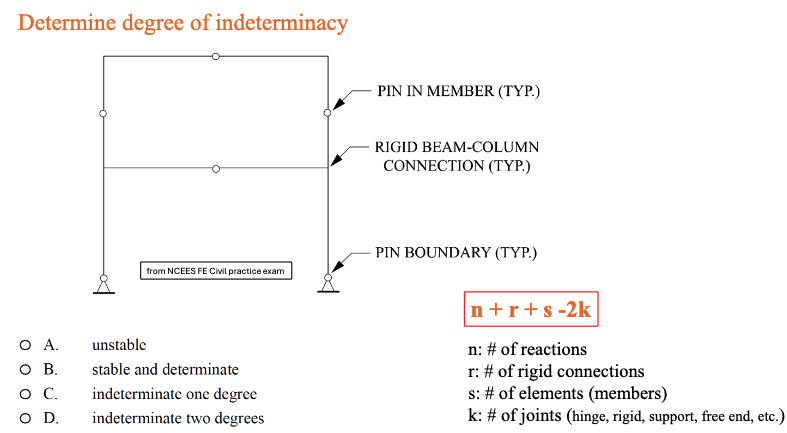 Determine degree of indeterminacy
PIN IN MEMBER (TYP.)
RIGID BEAM-COLUMN
CONNECTION (TYP.)
PIN BOUNDARY (TYP.)
from NCEES FE Civil practice exam
n + r + s -2k
A. unstable
B. stable and determinate
C. indeterminate one degree
D. indeterminate two degrees
n: # of reactions
r: # of rigid connections
s: # of elements (members)
k: # of joints (hinge, rigid, support, free end, etc.)